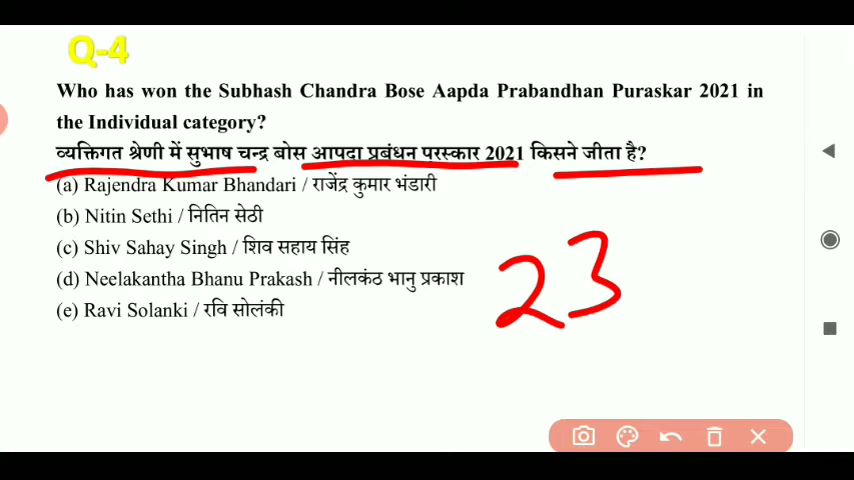 Q-4
Who has won the Subhash Chandra Bose Aapda Prabandhan Puraskar 2021 in
the Individual category?
व्यक्तिगत श्रेणी में सुभाष चन्द्र बोस आपदा प्रबंधन परस्कार 2021 किसने जीता है?
(a) Rajendra Kumar Bhandari / राजेंद्र कुमार भंडारी
(b) Nitin Sethi / नितिन सेठी
(c) Shiv Sahay Singh / शिव सहाय सिंह
(d) Neelakantha Bhanu Prakash / नीलकंठ भानु प्रकाश
(e) Ravi Solanki / रवि सोलंकी
23